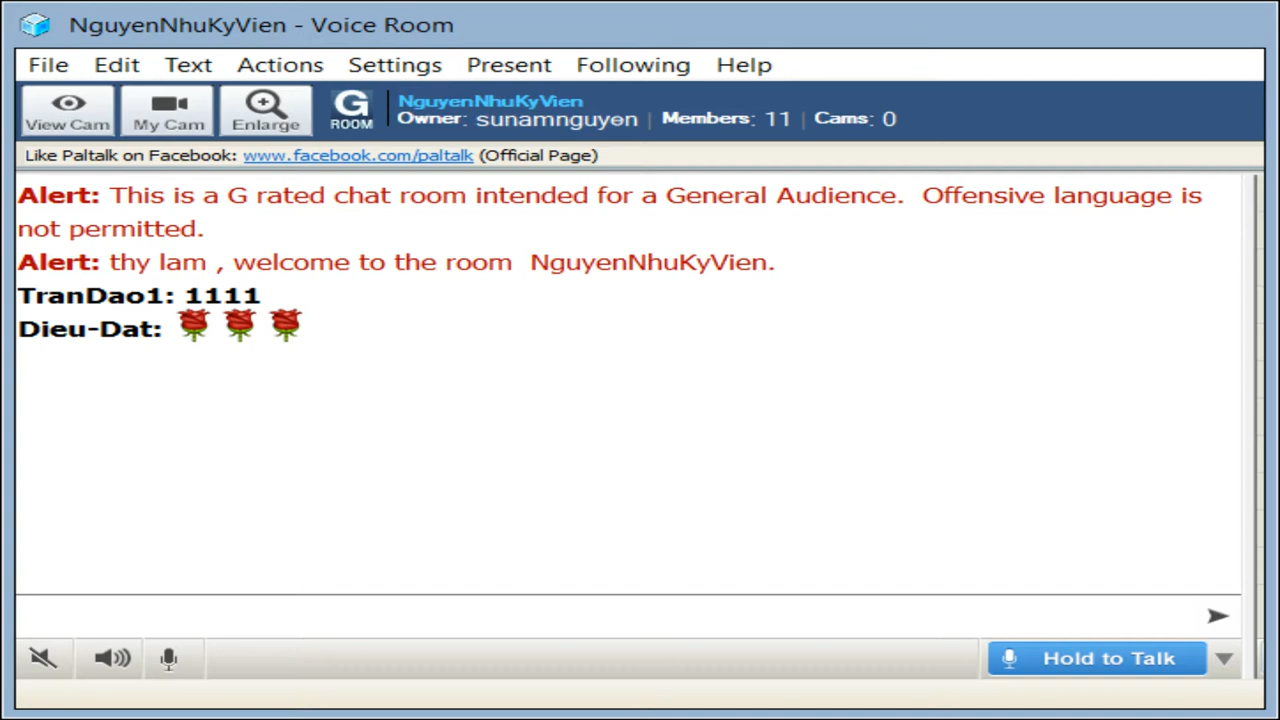 NguyenNhuKyVien - Voice Room
File Edit Text Actions Settings Present Following Help
View Cam My Cam Enlarge G ROOM
NguyenNhuKyVien
Owner: sunamnguyen | Members: 11 | Cams: 0
Like Paltalk on Facebook: www.facebook.com/paltalk (Official Page)
Alert: This is a G rated chat room intended for a General Audience.  Offensive language is
not permitted.
Alert: thy lam , welcome to the room  NguyenNhuKyVien.
TranDao1: 1111
Dieu-Dat:
Hold to Talk